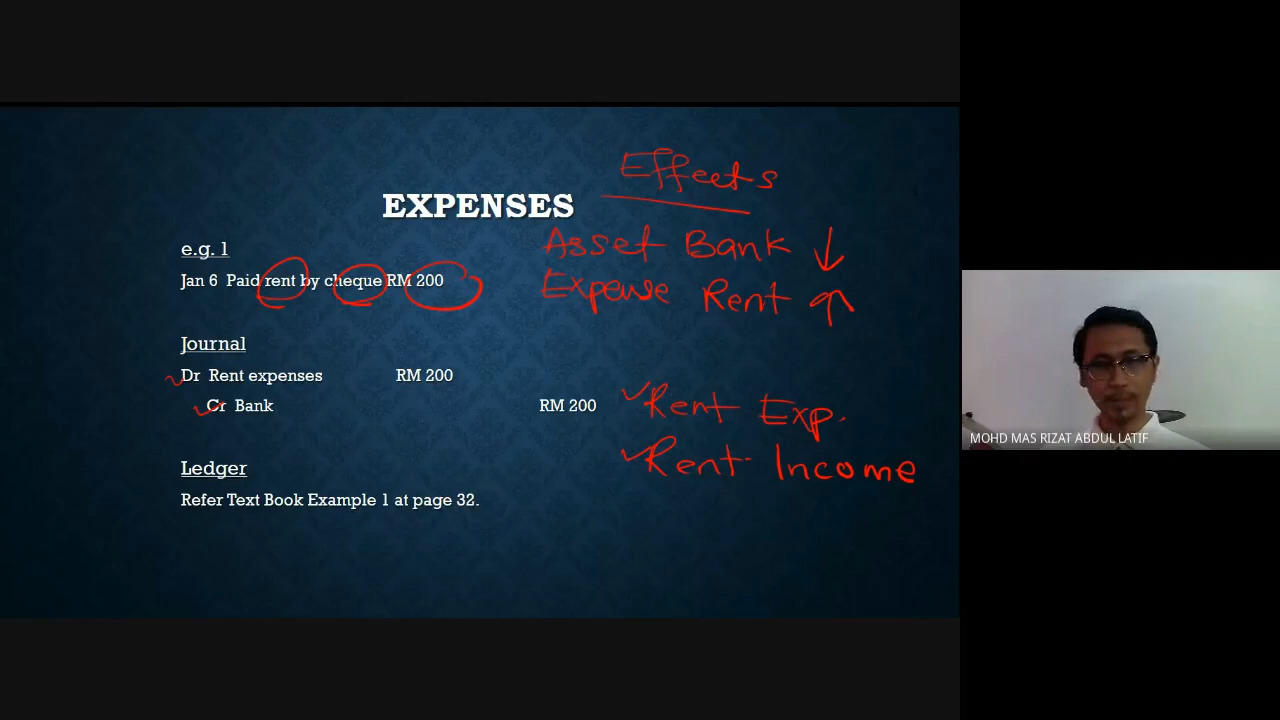 Effects
EXPENSES
e.g. 1
Asset Bank ↓
Jan 6 Paid rent by cheque RM 200
Expense Rent ↑
Journal
Dr Rent expenses RM 200
Cr Bank RM 200
✓Rent Exp.
✓Rent Income
Ledger
Refer Text Book Example 1 at page 32.
MOHD MAS RIZAT ABDUL LATIF